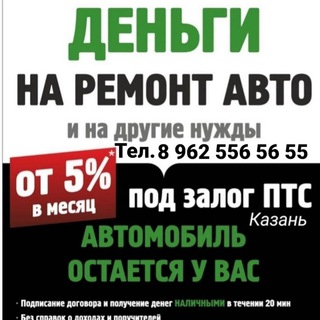 ДЕНЬГИ
НА РЕМОНТ АВТО
и на другие нужды
Тел. 8 962 556 56 55
от 5%
в месяц
под залог ПТС
Казань
АВТОМОБИЛЬ
ОСТАЕТСЯ У ВАС
· Подписание договора и получение денег НАЛИЧНЫМИ в течении 20 мин
· Без справок о доходах и поручителей